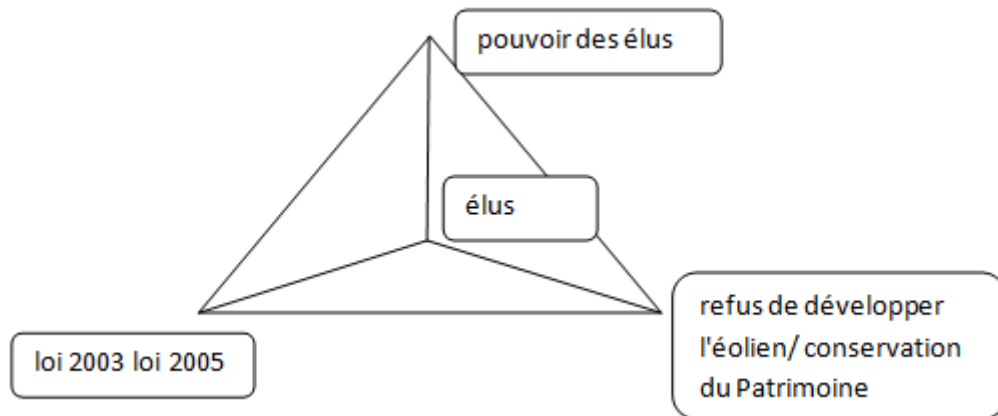 pouvoir des élus
élus
loi 2003 loi 2005
refus de développer
l'éolien/ conservation
du Patrimoine